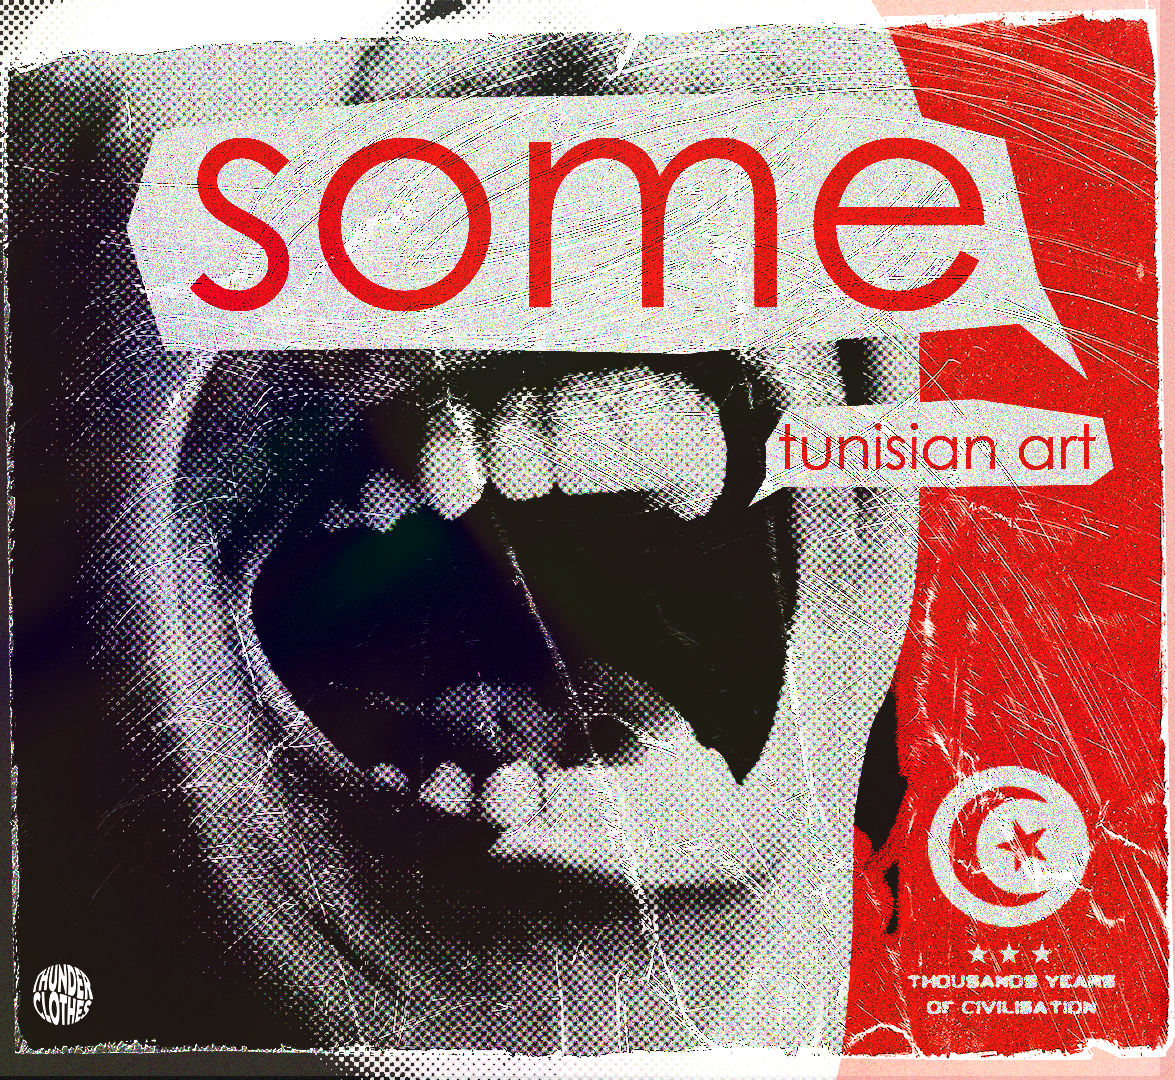 some
tunisian art
THOUSANDS YEARS
OF CIVILISATION
THUNDER
CLOTHES